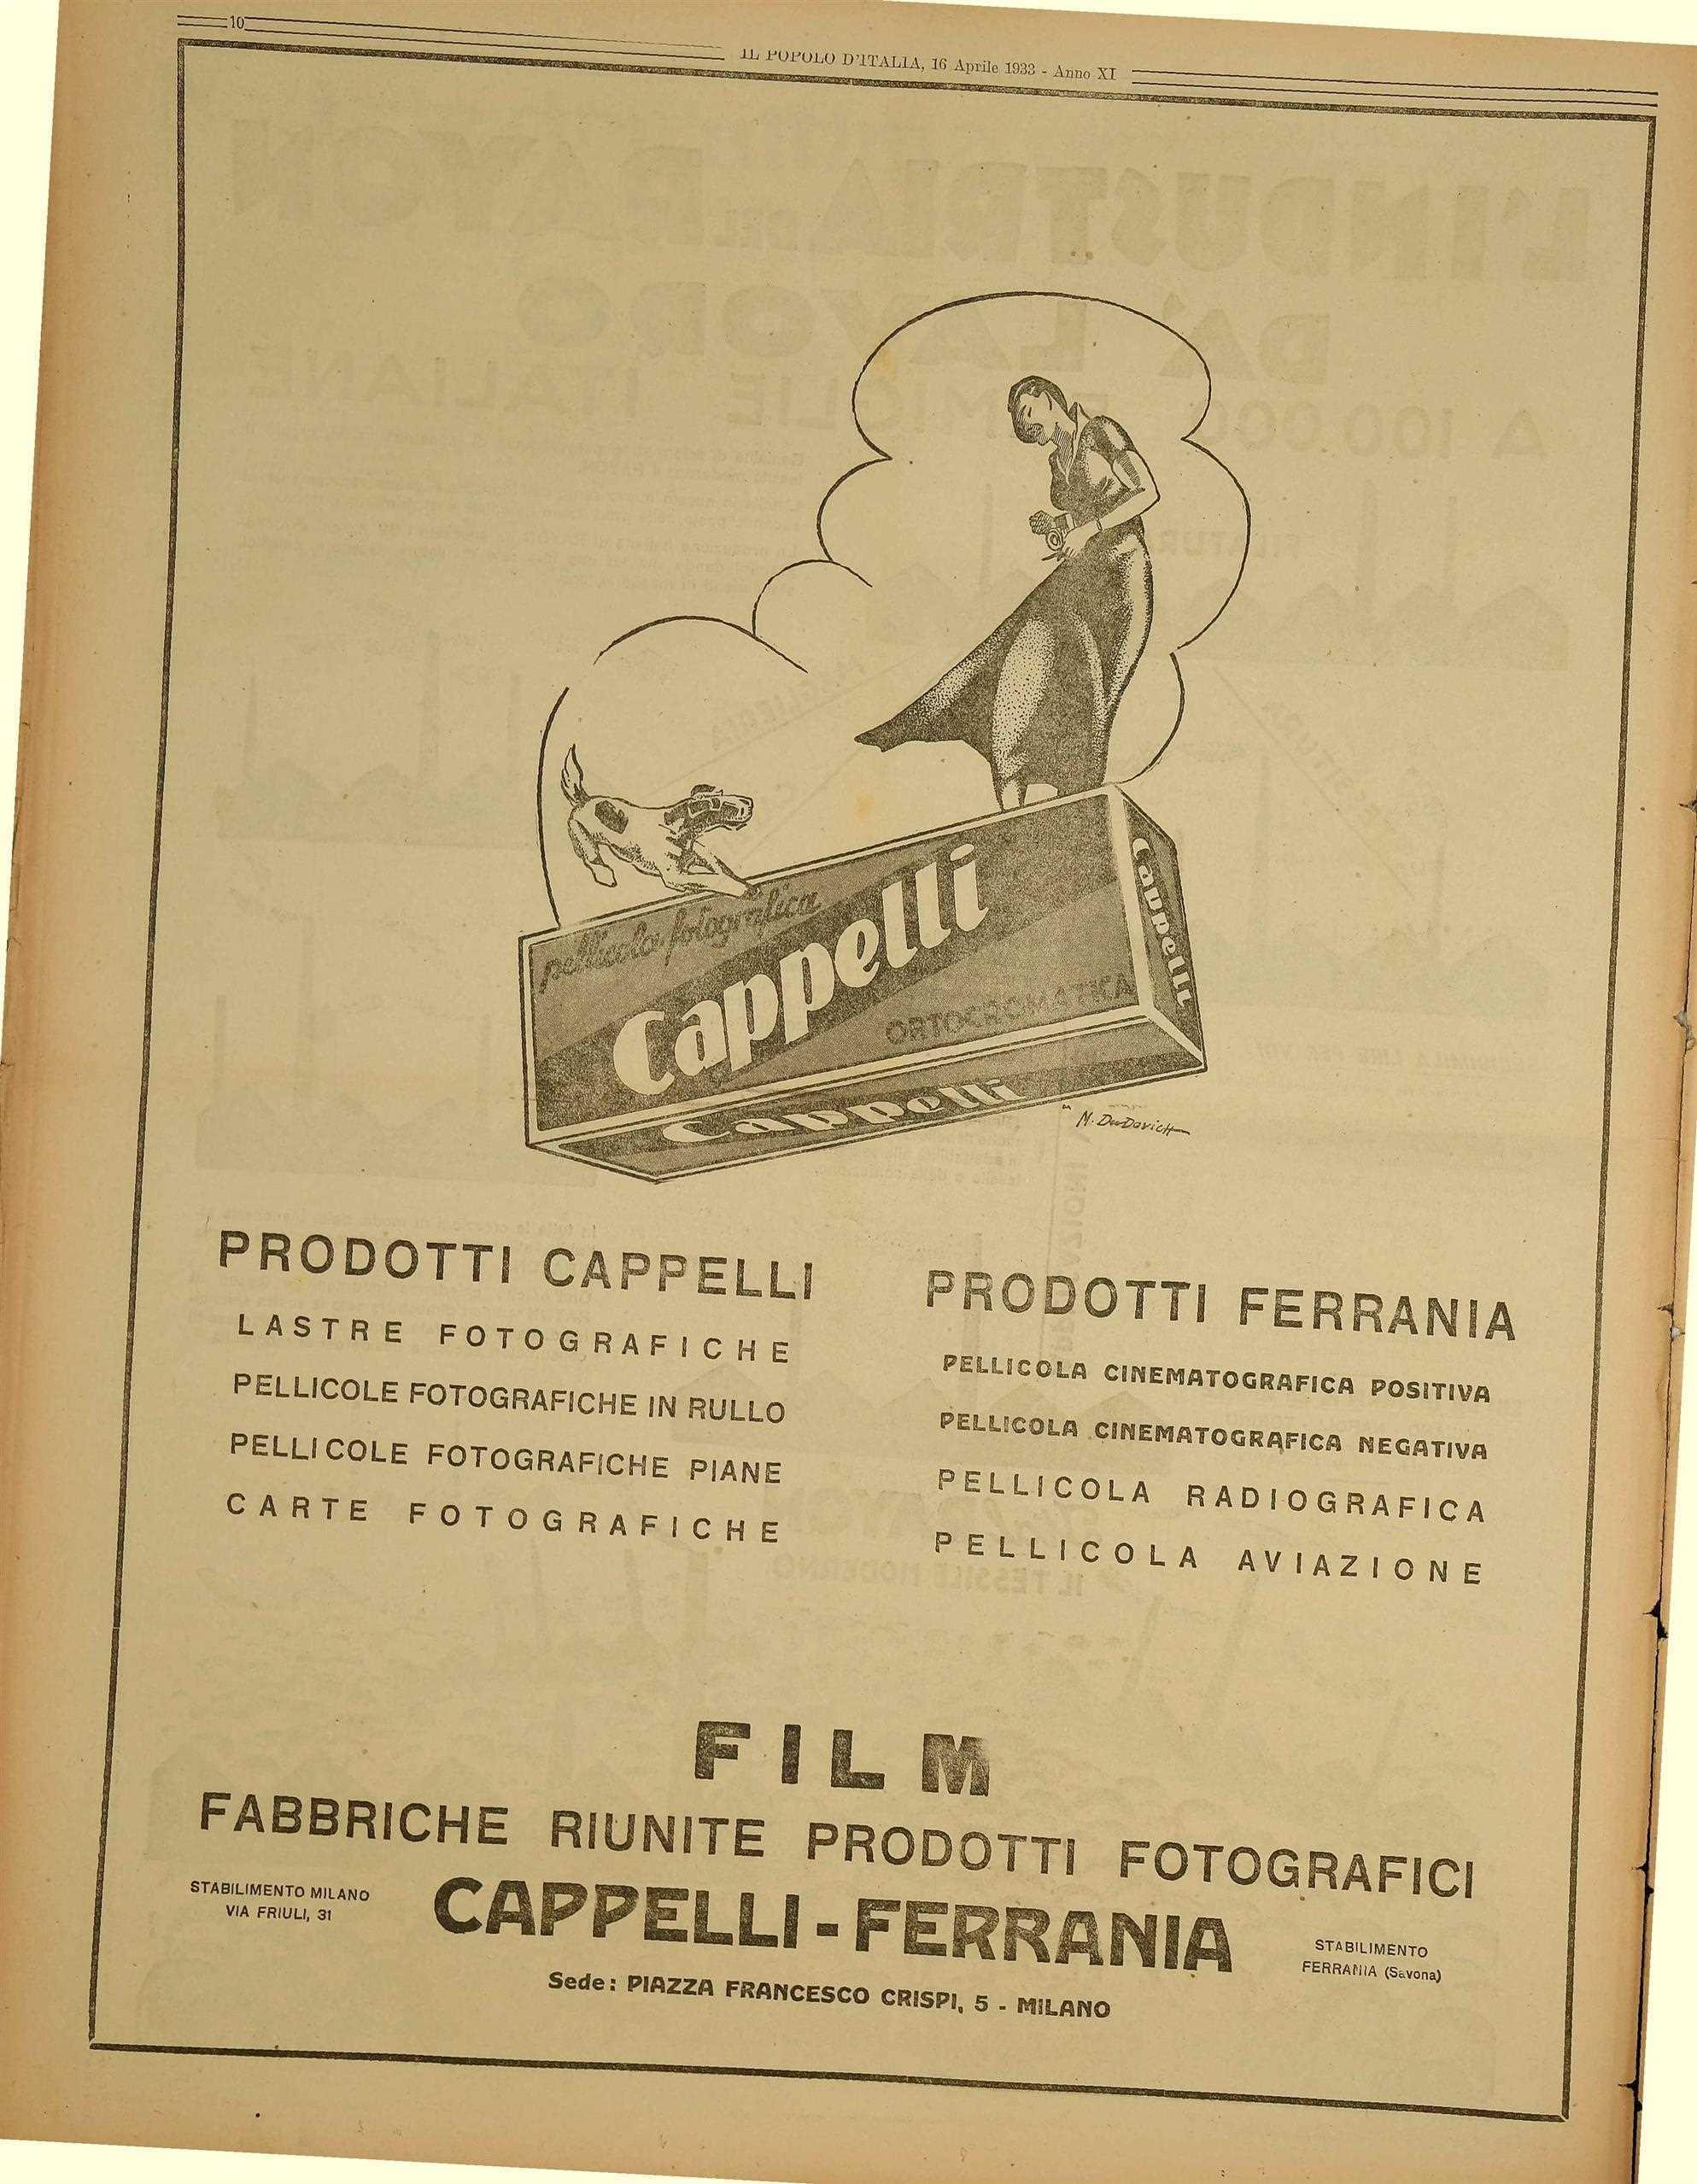 10
IL POPOLO D'ITALIA, 16 Aprile 1933 - Anno XI
pellicola fotografica
Cappelli
ORTOCROMATICA
Cappelli
Cappelli
M. DuDovich
PRODOTTI CAPPELLI
LASTRE FOTOGRAFICHE
PELLICOLE FOTOGRAFICHE IN RULLO
PELLICOLE FOTOGRAFICHE PIANE
CARTE FOTOGRAFICHE
PRODOTTI FERRANIA
PELLICOLA CINEMATOGRAFICA POSITIVA
PELLICOLA CINEMATOGRAFICA NEGATIVA
PELLICOLA RADIOGRAFICA
PELLICOLA AVIAZIONE
FILM
FABBRICHE RIUNITE PRODOTTI FOTOGRAFICI
STABILIMENTO MILANO
VIA FRIULI, 31
CAPPELLI-FERRANIA
STABILIMENTO
FERRANIA (Savona)
Sede: PIAZZA FRANCESCO CRISPI, 5 - MILANO